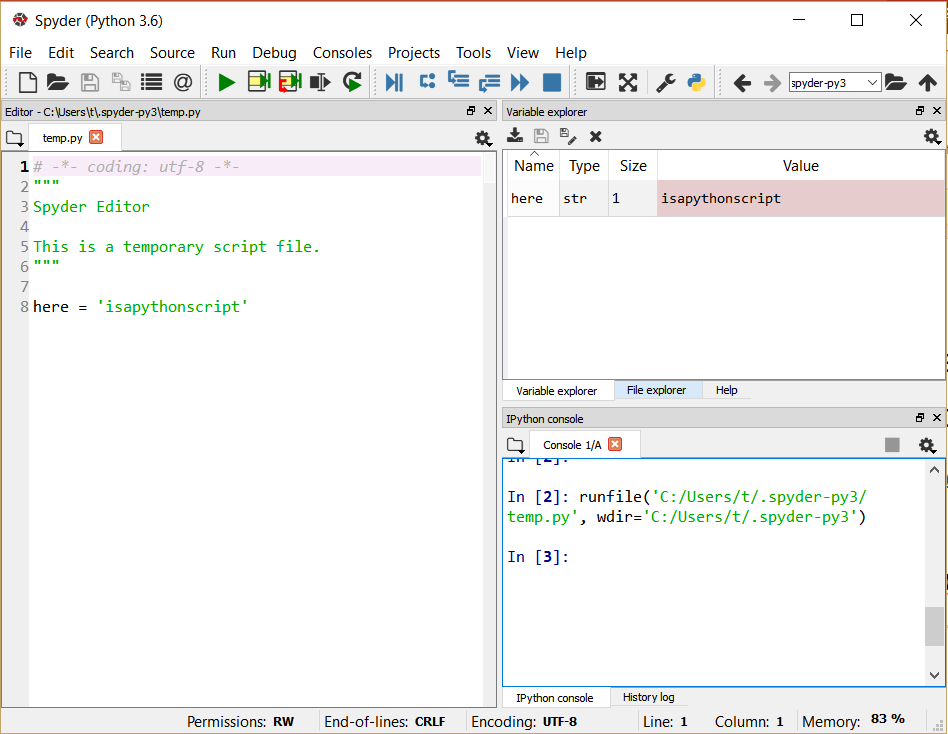 Spyder (Python 3.6)
File Edit Search Source Run Debug Consoles Projects Tools View Help
spyder-py3
Editor - C:\Users\t\.spyder-py3\temp.py
temp.py
1 # -*- coding: utf-8 -*-
2 """
3 Spyder Editor
4
5 This is a temporary script file.
6 """
7
8 here = 'isapythonscript'
Variable explorer
Name Type Size Value
here str 1 isapythonscript
Variable explorer File explorer Help
IPython console
Console 1/A
In [2]:
In [2]: runfile('C:/Users/t/.spyder-py3/
temp.py', wdir='C:/Users/t/.spyder-py3')
In [3]:
IPython console History log
Permissions: RW End-of-lines: CRLF Encoding: UTF-8 Line: 1 Column: 1 Memory: 83 %